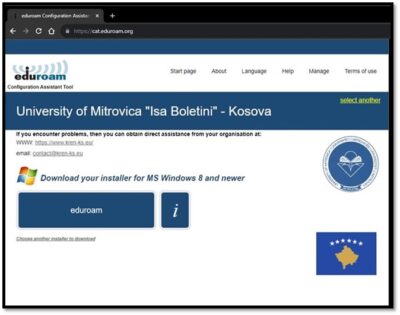 eduroam Configuration Assistan
https://cat.eduroam.org
eduroam
Configuration Assistant Tool
Start page
About
Language
Help
Manage
Terms of use
University of Mitrovica "Isa Boletini" - Kosova
select another
If you encounter problems, then you can obtain direct assistance from your organisation at:
WWW: https://www.kren-ks.eu/
email: contact@kren-ks.eu
Download your installer for MS Windows 8 and newer
eduroam
i
Choose another installer to download